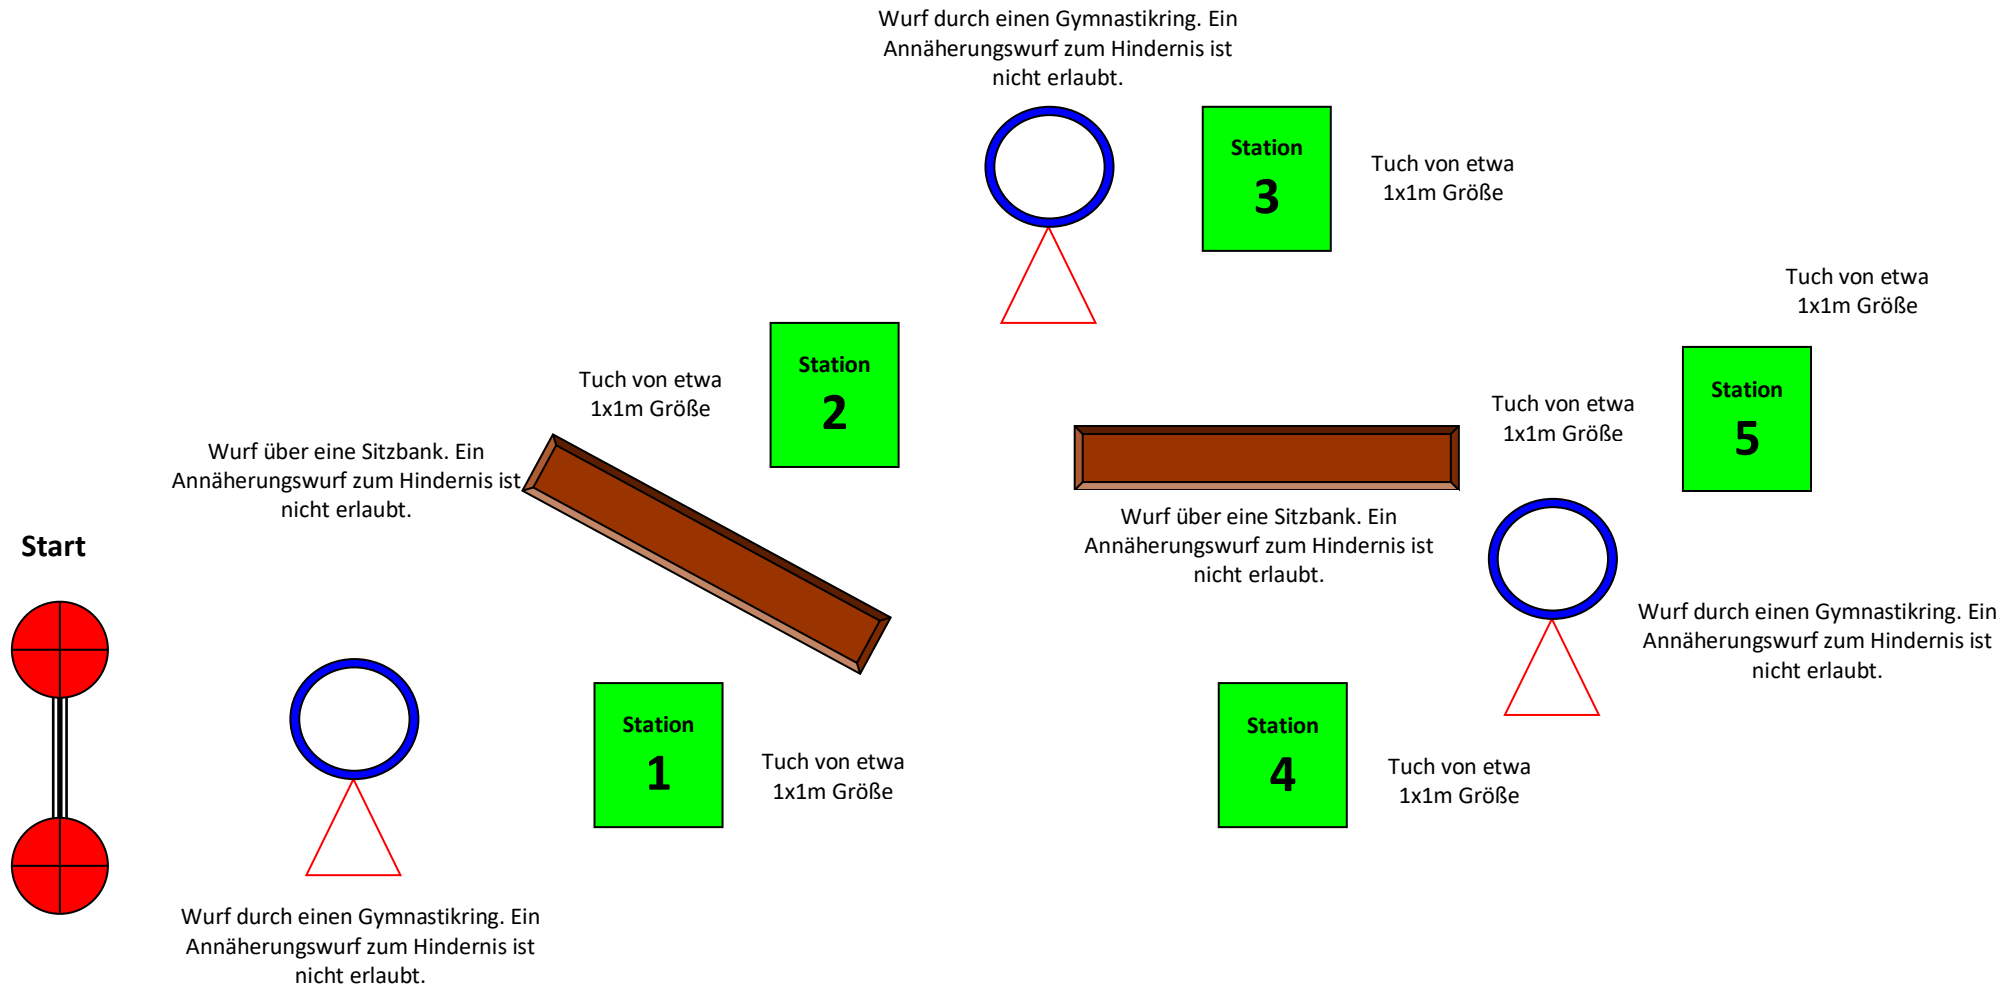 Wurf durch einen Gymnastikring. Ein
Annäherungswurf zum Hindernis ist
nicht erlaubt.
Station
3
Tuch von etwa
1x1m Größe
Tuch von etwa
1x1m Größe
Station
2
Tuch von etwa
1x1m Größe
Station
5
Tuch von etwa
1x1m Größe
Wurf über eine Sitzbank. Ein
Annäherungswurf zum Hindernis ist
nicht erlaubt.
Wurf über eine Sitzbank. Ein
Annäherungswurf zum Hindernis ist
nicht erlaubt.
Start
Wurf durch einen Gymnastikring. Ein
Annäherungswurf zum Hindernis ist
nicht erlaubt.
Station
1
Tuch von etwa
1x1m Größe
Station
4
Tuch von etwa
1x1m Größe
Wurf durch einen Gymnastikring. Ein
Annäherungswurf zum Hindernis ist
nicht erlaubt.